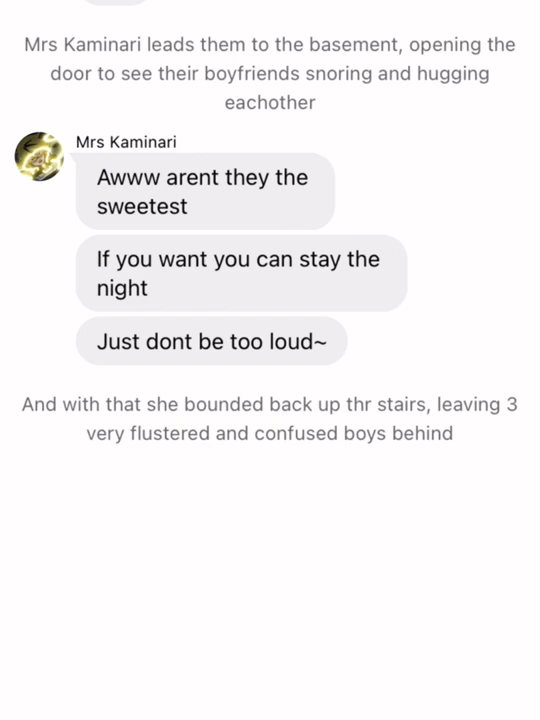 Mrs Kaminari leads them to the basement, opening the
door to see their boyfriends snoring and hugging
eachother
Mrs Kaminari
Awww arent they the
sweetest
If you want you can stay the
night
Just dont be too loud~
And with that she bounded back up thr stairs, leaving 3
very flustered and confused boys behind